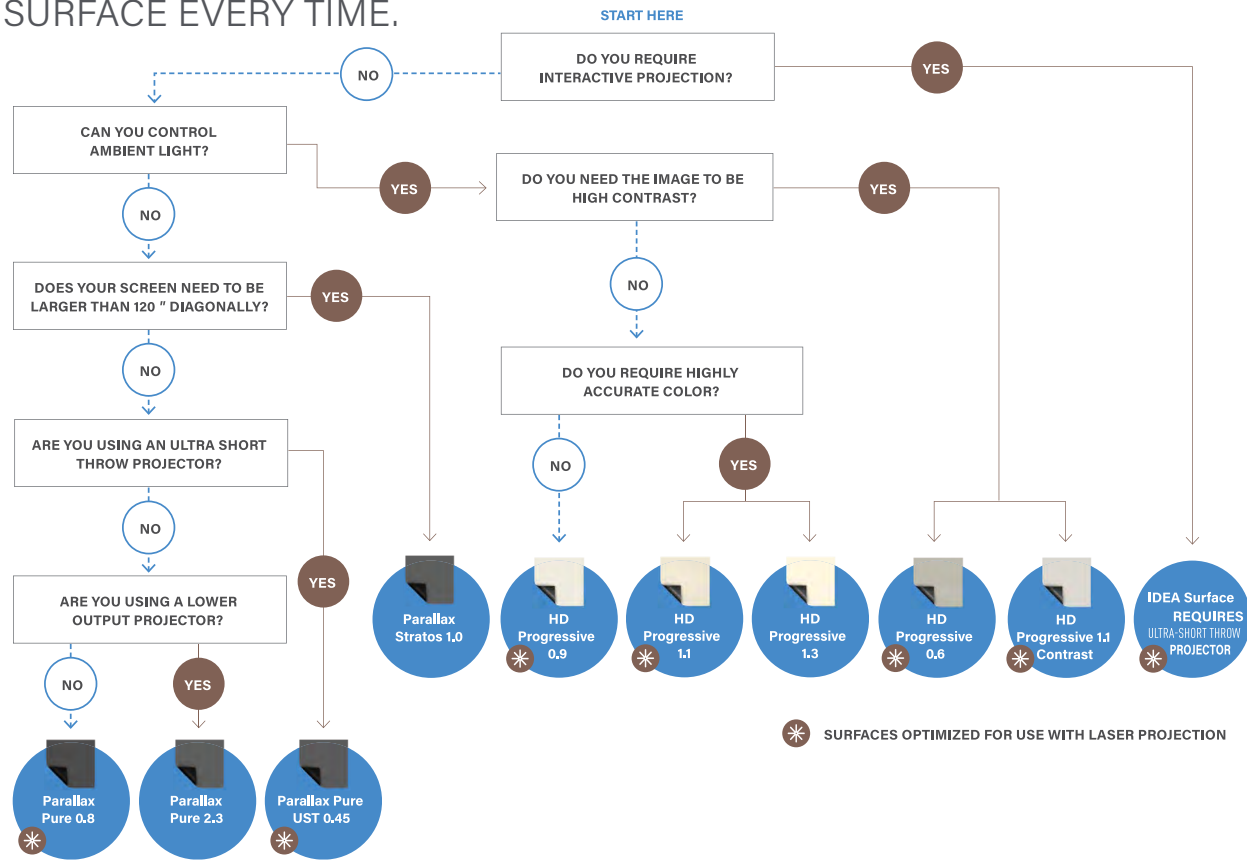 SURFACE EVERY TIME.
START HERE
DO YOU REQUIRE
INTERACTIVE PROJECTION?
NO
YES
CAN YOU CONTROL
AMBIENT LIGHT?
YES
DO YOU NEED THE IMAGE TO BE
HIGH CONTRAST?
YES
NO
NO
DOES YOUR SCREEN NEED TO BE
LARGER THAN 120 " DIAGONALLY?
YES
NO
DO YOU REQUIRE HIGHLY
ACCURATE COLOR?
ARE YOU USING AN ULTRA SHORT
THROW PROJECTOR?
NO
YES
NO
YES
ARE YOU USING A LOWER
OUTPUT PROJECTOR?
NO
YES
Parallax
Stratos 1.0
HD
Progressive
0.9
HD
Progressive
1.1
HD
Progressive
1.3
HD
Progressive
0.6
HD
Progressive 1.1
Contrast
IDEA Surface
REQUIRES
ULTRA-SHORT THROW
PROJECTOR
SURFACES OPTIMIZED FOR USE WITH LASER PROJECTION
Parallax
Pure 0.8
Parallax
Pure 2.3
Parallax Pure
UST 0.45